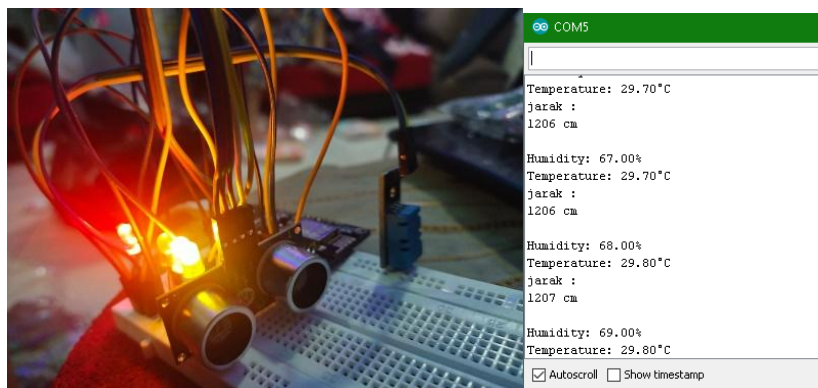 COM5
Temperature: 29.70°C
jarak :
1206 cm
Humidity: 67.00%
Temperature: 29.70°C
jarak :
1206 cm
Humidity: 68.00%
Temperature: 29.80°C
jarak :
1207 cm
Humidity: 69.00%
Temperature: 29.80°C
Autoscroll Show timestamp